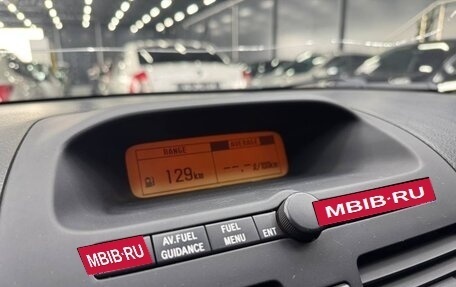 RANGE AVERAGE
129km --.-ℓ/100km
MBIB-RU
MBIB-RU
AV.FUEL GUIDANCE
FUEL MENU
ENT